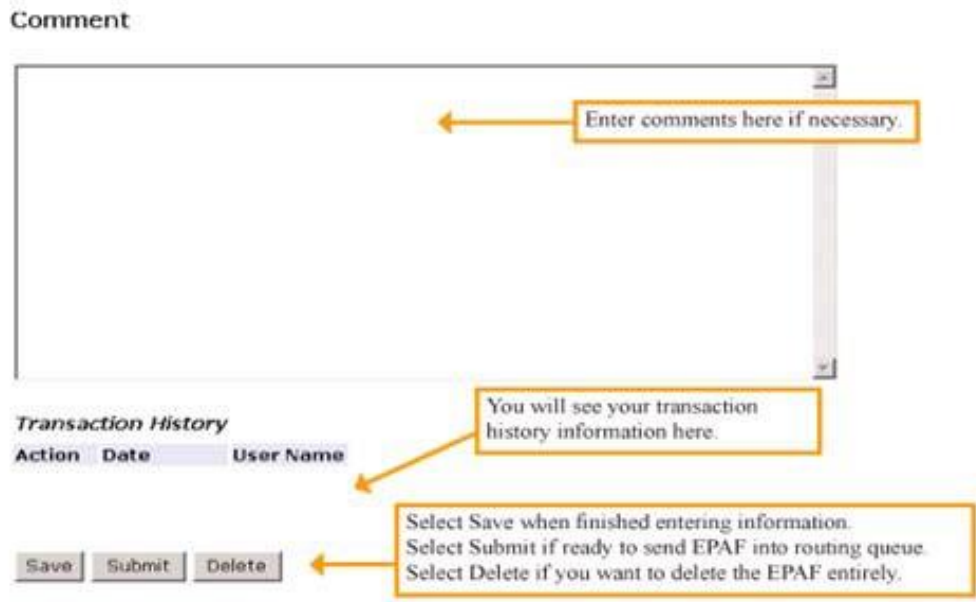 Comment
Enter comments here if necessary.
You will see your transaction
history information here.
Transaction History
Action Date User Name
Select Save when finished entering information.
Select Submit if ready to send EPAF into routing queue.
Select Delete if you want to delete the EPAF entirely.
Save Submit Delete